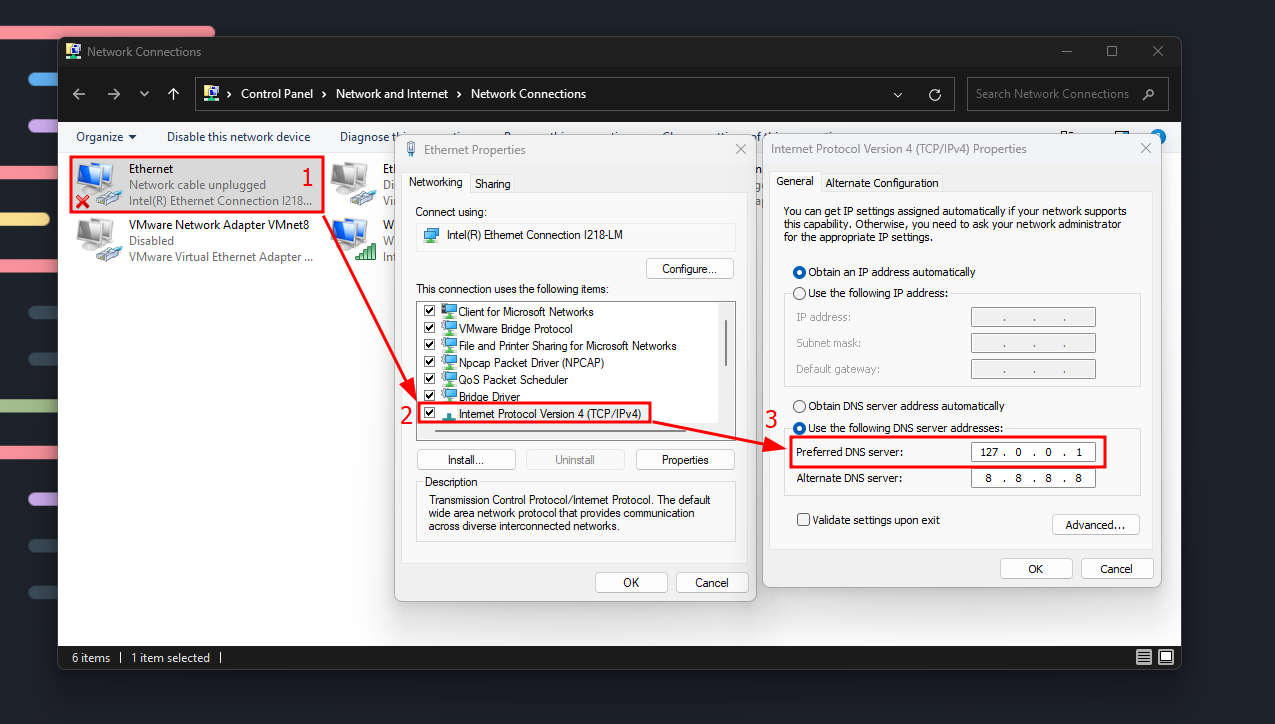 Network Connections
Control Panel > Network and Internet > Network Connections
Search Network Connections
Organize
Disable this network device
Ethernet
Network cable unplugged
Intel(R) Ethernet Connection I218...
1
VMware Network Adapter VMnet8
Disabled
VMware Virtual Ethernet Adapter ...
Ethernet Properties
Networking
Sharing
Connect using:
Intel(R) Ethernet Connection I218-LM
Configure...
This connection uses the following items:
Client for Microsoft Networks
VMware Bridge Protocol
File and Printer Sharing for Microsoft Networks
Npcap Packet Driver (NPCAP)
QoS Packet Scheduler
Bridge Driver
2
Internet Protocol Version 4 (TCP/IPv4)
Install...
Uninstall
Properties
Description
Transmission Control Protocol/Internet Protocol. The default
wide area network protocol that provides communication
across diverse interconnected networks.
OK
Cancel
Internet Protocol Version 4 (TCP/IPv4) Properties
General
Alternate Configuration
You can get IP settings assigned automatically if your network supports
this capability. Otherwise, you need to ask your network administrator
for the appropriate IP settings.
Obtain an IP address automatically
Use the following IP address:
IP address:
. . .
Subnet mask:
. . .
Default gateway:
. . .
Obtain DNS server address automatically
3
Use the following DNS server addresses:
Preferred DNS server:
127 . 0 . 0 . 1
Alternate DNS server:
8 . 8 . 8 . 8
Validate settings upon exit
Advanced...
OK
Cancel
6 items
1 item selected